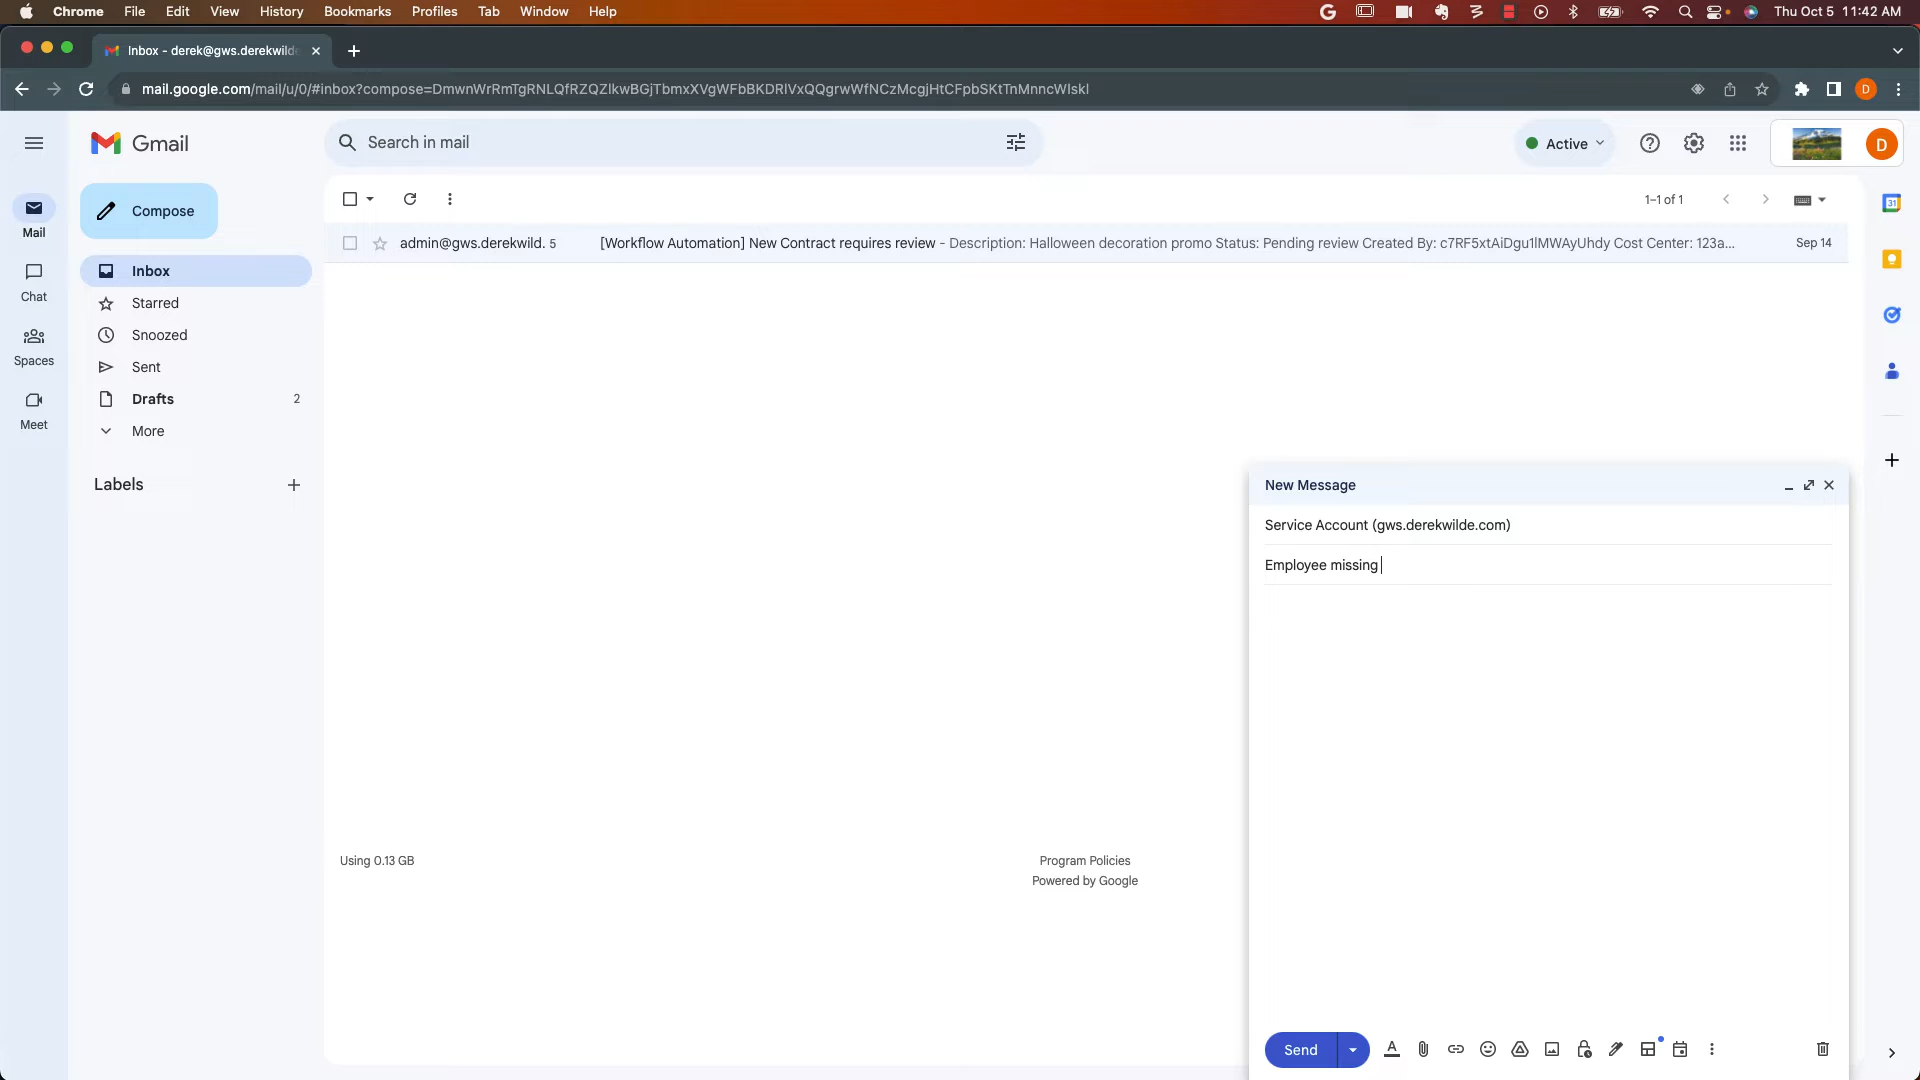 Chrome File Edit View History Bookmarks Profiles Tab Window Help Thu Oct 5 11:42 AM
Inbox - derek@gws.derekwilde
mail.google.com/mail/u/0/#inbox?compose=
D
Gmail
Search in mail
Active
D
Compose
1–1 of 1
31
Mail
admin@gws.derekwild. 5 [Workflow Automation] New Contract requires review - Description: Halloween decoration promo Status: Pending review Created By: c7RF5xtAiDgu1lMWAyUhdy Cost Center: 123a... Sep 14
Inbox
Chat
Starred
Snoozed
Spaces
Sent
Drafts 2
Meet
More
Labels
New Message
Service Account (gws.derekwilde.com)
Employee missing
Using 0.13 GB
Program Policies
Powered by Google
Send